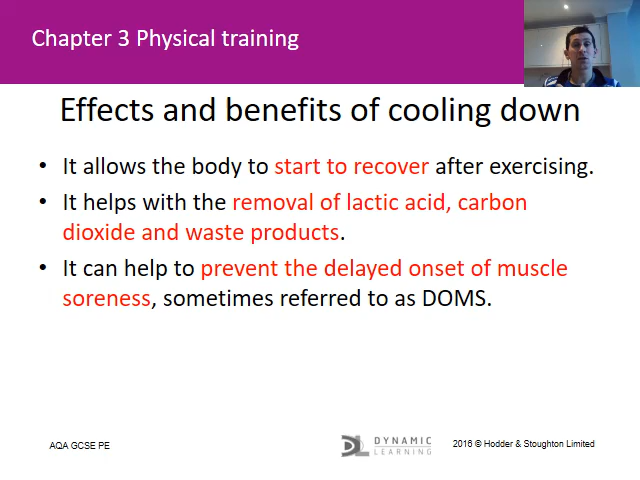 Chapter 3 Physical training
Effects and benefits of cooling down
• It allows the body to start to recover after exercising.
• It helps with the removal of lactic acid, carbon
dioxide and waste products.
• It can help to prevent the delayed onset of muscle
soreness, sometimes referred to as DOMS.
AQA GCSE PE
DL DYNAMIC
LEARNING
2016 © Hodder & Stoughton Limited